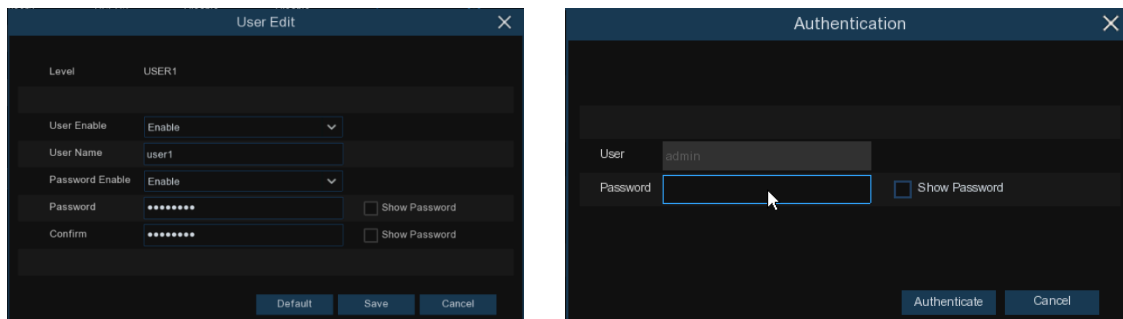 User Edit
Level USER1
User Enable Enable
User Name user1
Password Enable Enable
Password •••••••• Show Password
Confirm •••••••• Show Password
Default Save Cancel
Authentication
User admin
Password Show Password
Authenticate Cancel